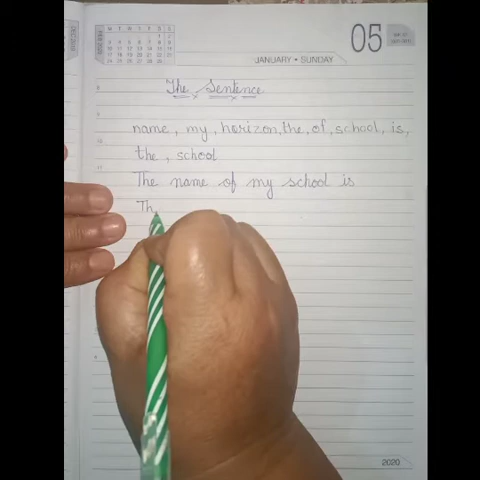 05
JANUARY • SUNDAY
The Sentence
name, my, horizon, the, of, school, is,
the, school
The name of my school is
Th
2020